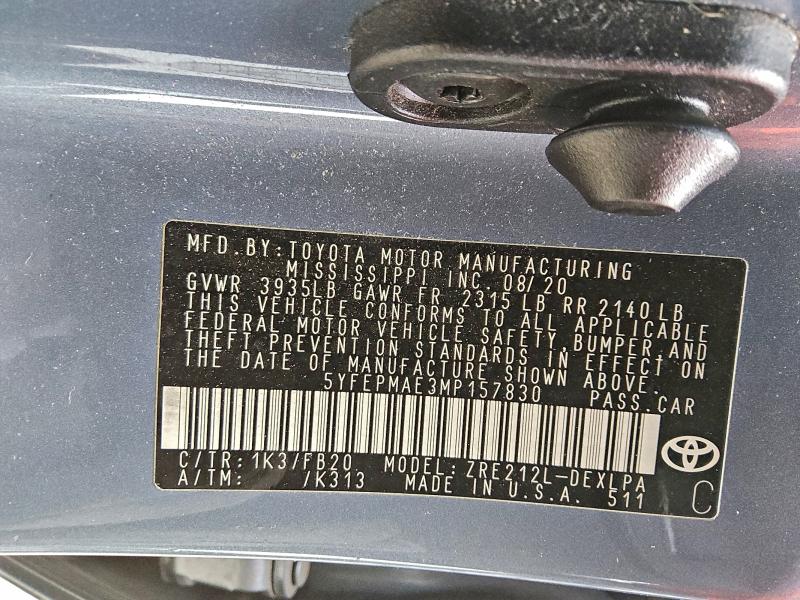 MFD. BY: TOYOTA MOTOR MANUFACTURING
MISSISSIPPI INC. 08/20
GVWR 3935LB GAWR FR 2315 LB RR 2140 LB
THIS VEHICLE CONFORMS TO ALL APPLICABLE
FEDERAL MOTOR VEHICLE SAFETY, BUMPER, AND
THEFT PREVENTION STANDARDS IN EFFECT ON
THE DATE OF MANUFACTURE SHOWN ABOVE.
5YFEPMAE3MP157830 PASS. CAR
C/TR: 1K3/FB20 MODEL: ZRE212L-DEXLPA
A/TM: /K313 MADE IN U.S.A. 511 C